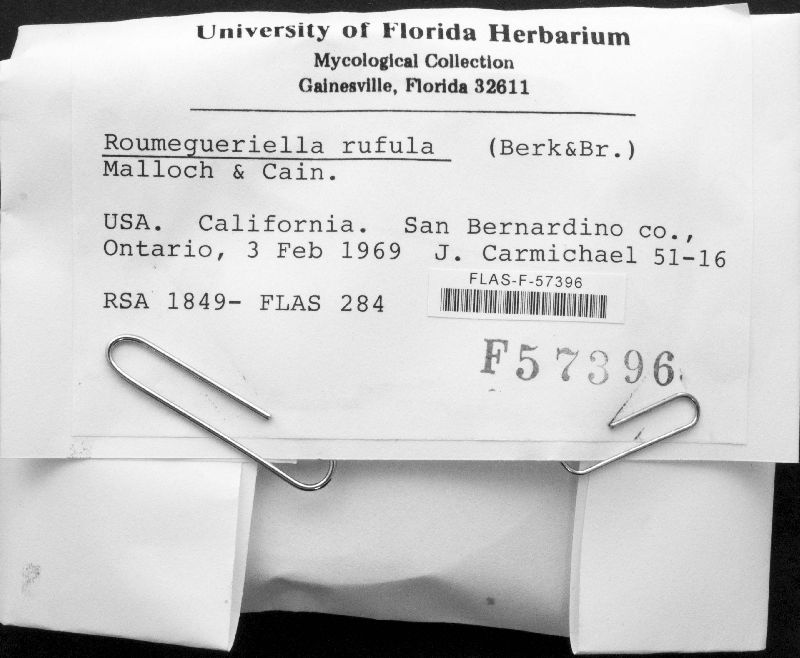 University of Florida Herbarium
Mycological Collection
Gainesville, Florida 32611
Roumegueriella rufula (Berk&Br.)
Malloch & Cain.
USA. California. San Bernardino co.,
Ontario, 3 Feb 1969 J. Carmichael 51-16
FLAS-F-57396
RSA 1849- FLAS 284
F57396